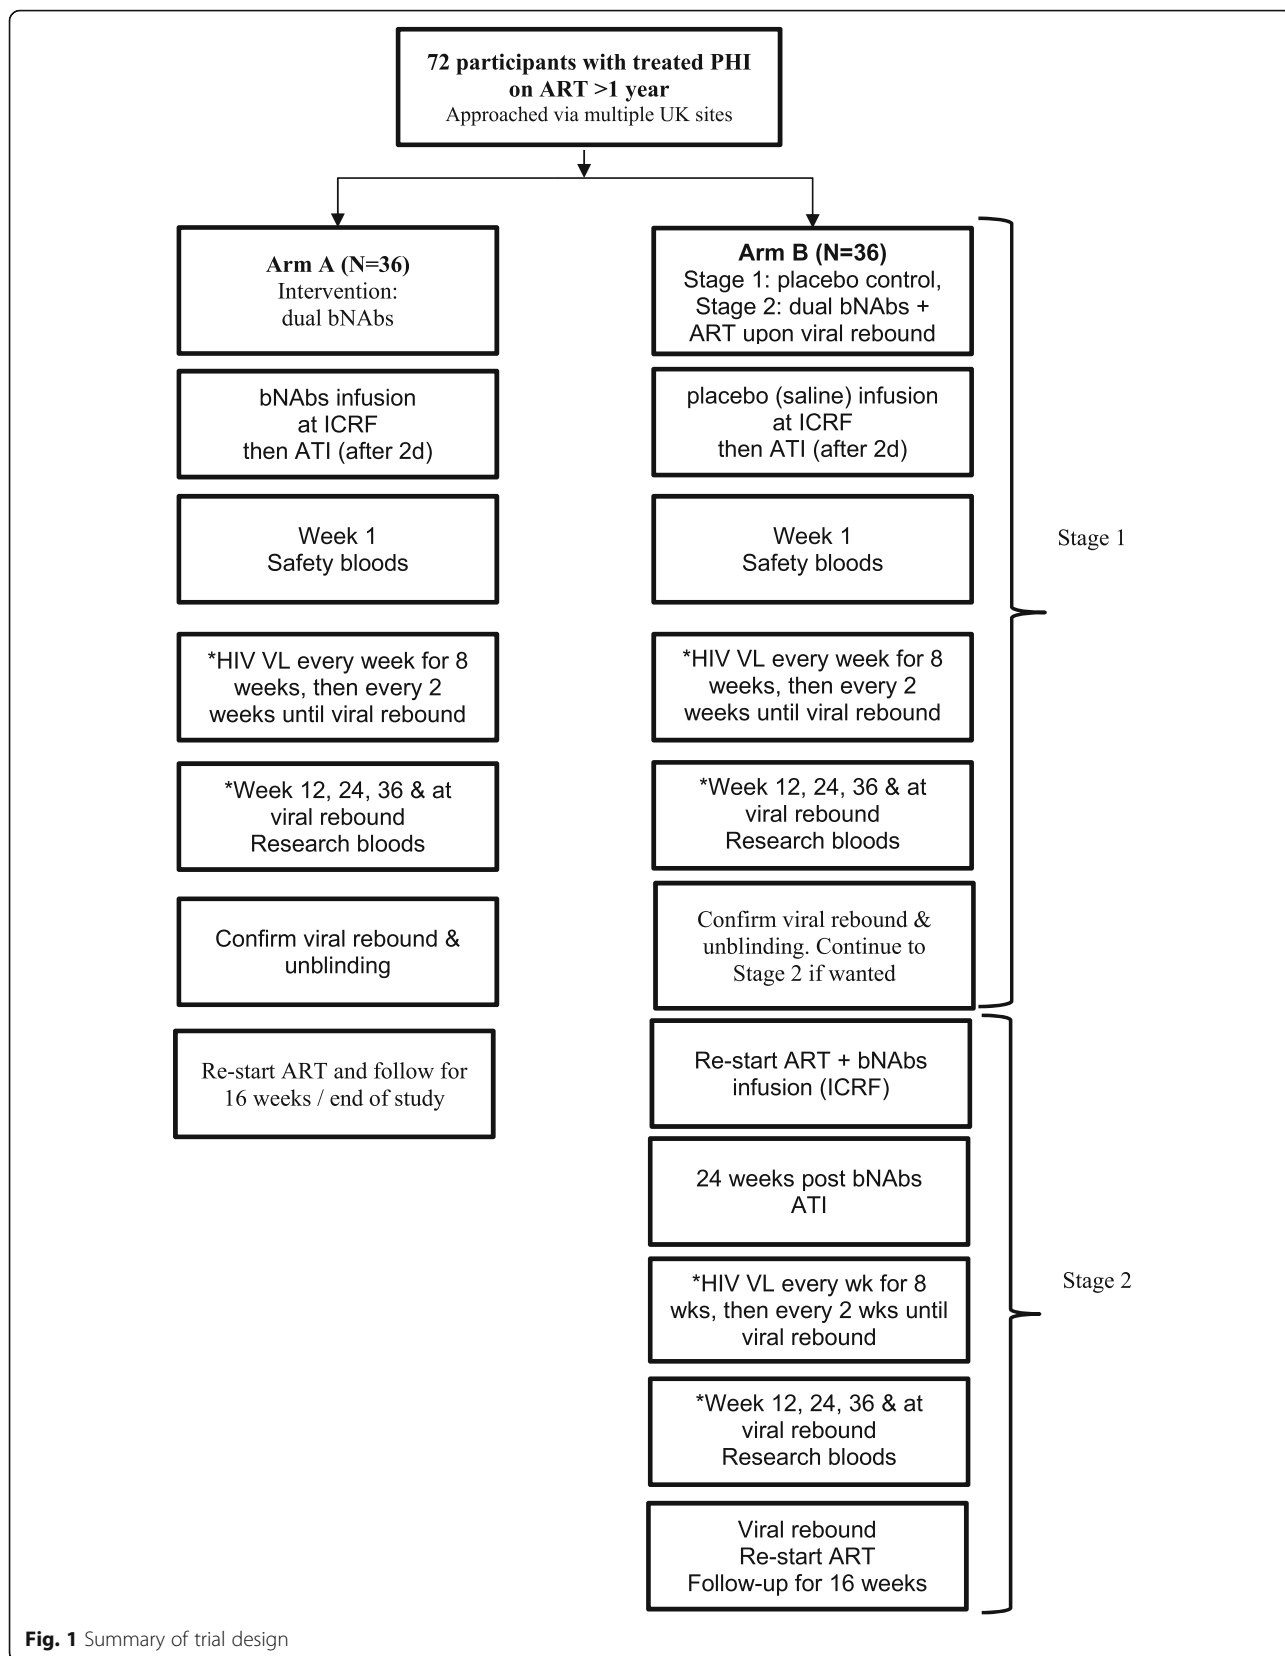 72 participants with treated PHI
on ART >1 year
Approached via multiple UK sites
Arm A (N=36)
Intervention:
dual bNAbs
bNAbs infusion
at ICRF
then ATI (after 2d)
Week 1
Safety bloods
*HIV VL every week for 8
weeks, then every 2
weeks until viral rebound
*Week 12, 24, 36 & at
viral rebound
Research bloods
Confirm viral rebound &
unblinding
Re-start ART and follow for
16 weeks / end of study
Arm B (N=36)
Stage 1: placebo control,
Stage 2: dual bNAbs +
ART upon viral rebound
placebo (saline) infusion
at ICRF
then ATI (after 2d)
Week 1
Safety bloods
*HIV VL every week for 8
weeks, then every 2
weeks until viral rebound
*Week 12, 24, 36 & at
viral rebound
Research bloods
Confirm viral rebound &
unblinding. Continue to
Stage 2 if wanted
Stage 1
Re-start ART + bNAbs
infusion (ICRF)
24 weeks post bNAbs
ATI
*HIV VL every wk for 8
wks, then every 2 wks until
viral rebound
*Week 12, 24, 36 & at
viral rebound
Research bloods
Viral rebound
Re-start ART
Follow-up for 16 weeks
Stage 2
Fig. 1 Summary of trial design